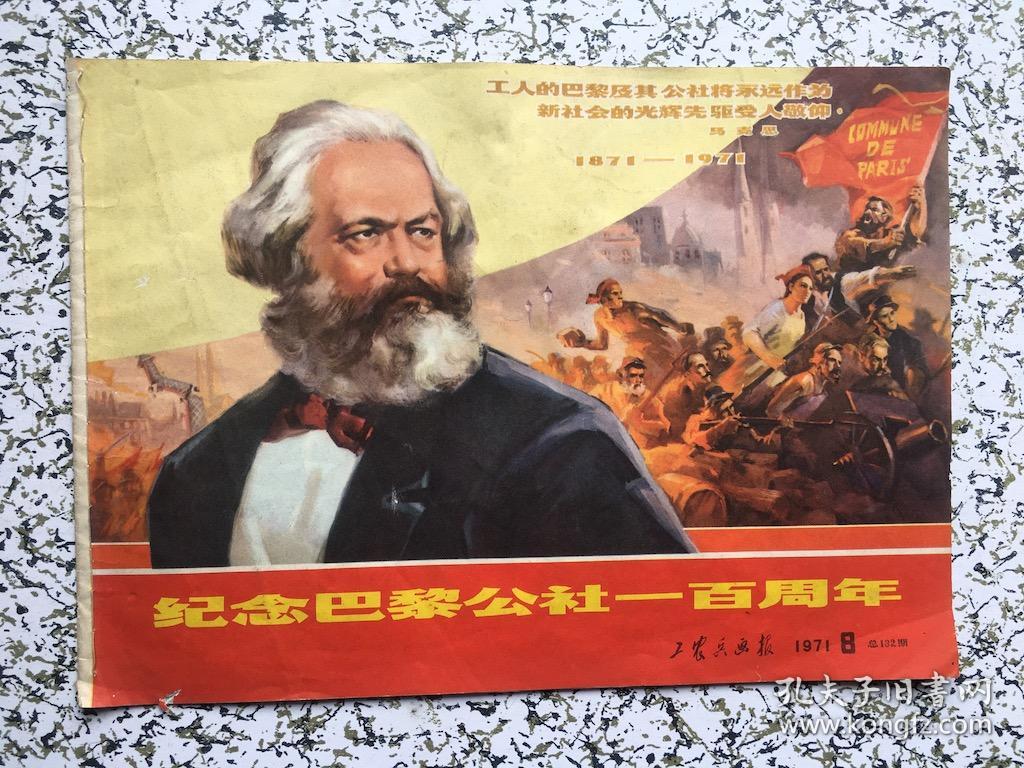 工人的巴黎及其公社将永远作为
新社会的光辉先驱受人敬仰。
马克思
1871—1971
COMMUNE
DE
PARIS
纪念巴黎公社一百周年
工农兵画报 1971 8 总132期
孔夫子旧书网
www.kongfz.com